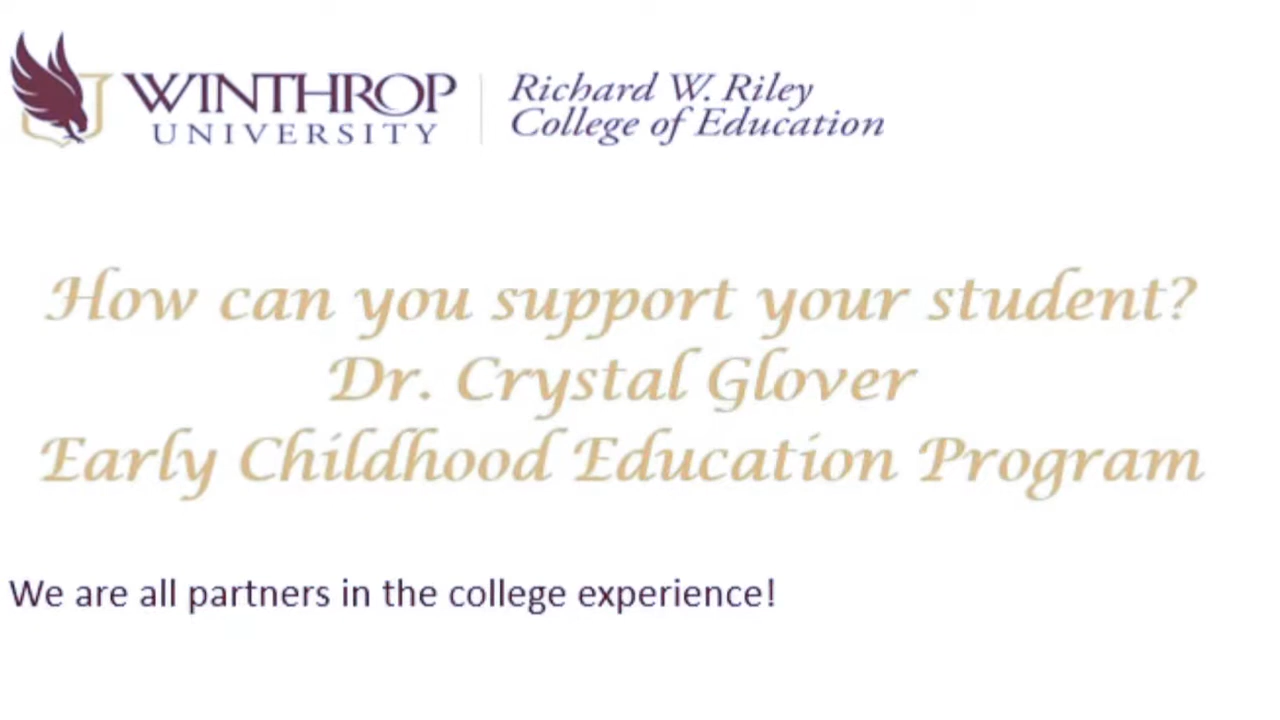 WINTHROP
UNIVERSITY
Richard W. Riley
College of Education
How can you support your student?
Dr. Crystal Glover
Early Childhood Education Program
We are all partners in the college experience!